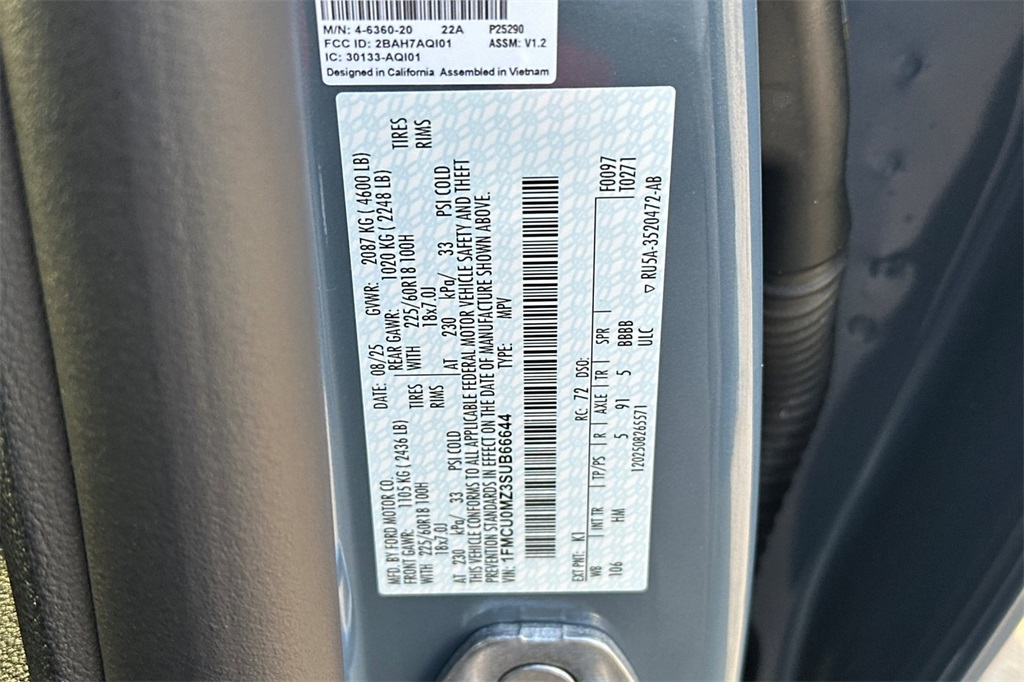 M/N: 4-6360-20 22A P25290
FCC ID: 2BAH7AQI01 ASSM: V1.2
IC: 30133-AQI01
Designed in California Assembled in Vietnam
MFD. BY FORD MOTOR CO.
DATE: 08/25 GVWR: 2087 KG ( 4600 LB)
FRONT GAWR: 1105 KG ( 2436 LB) REAR GAWR: 1020 KG ( 2248 LB)
WITH 225/60R18 100H TIRES WITH 225/60R18 100H TIRES
18x7.0J RIMS 18x7.0J RIMS
AT 230 kPa/ 33 PSI COLD AT 230 kPa/ 33 PSI COLD
THIS VEHICLE CONFORMS TO ALL APPLICABLE FEDERAL MOTOR VEHICLE SAFETY AND THEFT
PREVENTION STANDARDS IN EFFECT ON THE DATE OF MANUFACTURE SHOWN ABOVE.
VIN: 1FMCU0MZ3SUB66644 TYPE: MPV
EXT PNT: K1 RC: 72 DSO: F0097
WB INT TR TP/PS R AXLE TR SPR T0271
106 HM 5 91 5 BBBB
ULC
1202508265571 ▽ RU5A-3520472-AB